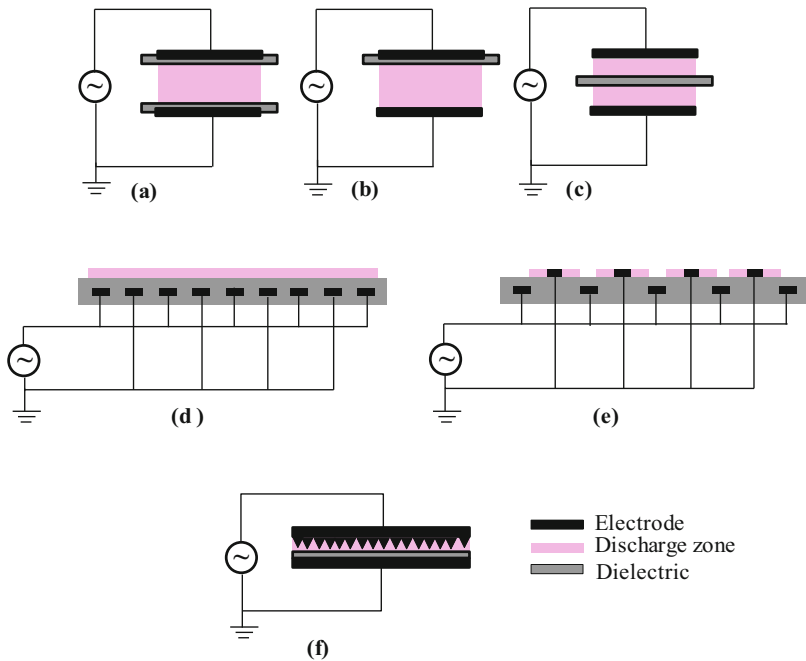 (a)
(b)
(c)
(d )
(e)
Electrode
Discharge zone
Dielectric
(f)